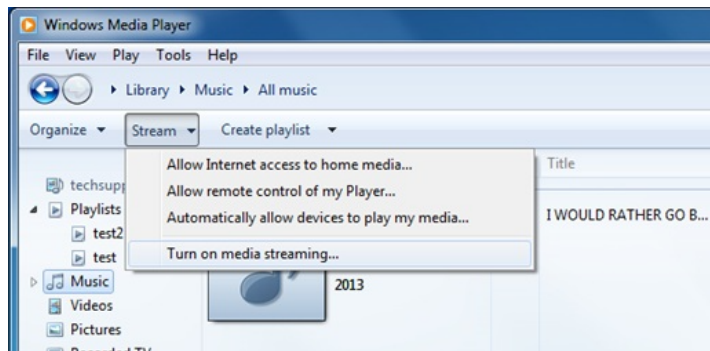 Windows Media Player
File View Play Tools Help
Library Music All music
Organize Stream Create playlist
Allow Internet access to home media...
Allow remote control of my Player...
Automatically allow devices to play my media...
Turn on media streaming...
Title
techsupp
Playlists
I WOULD RATHER GO B...
test2
test
Music
2013
Videos
Pictures
Recorded TV